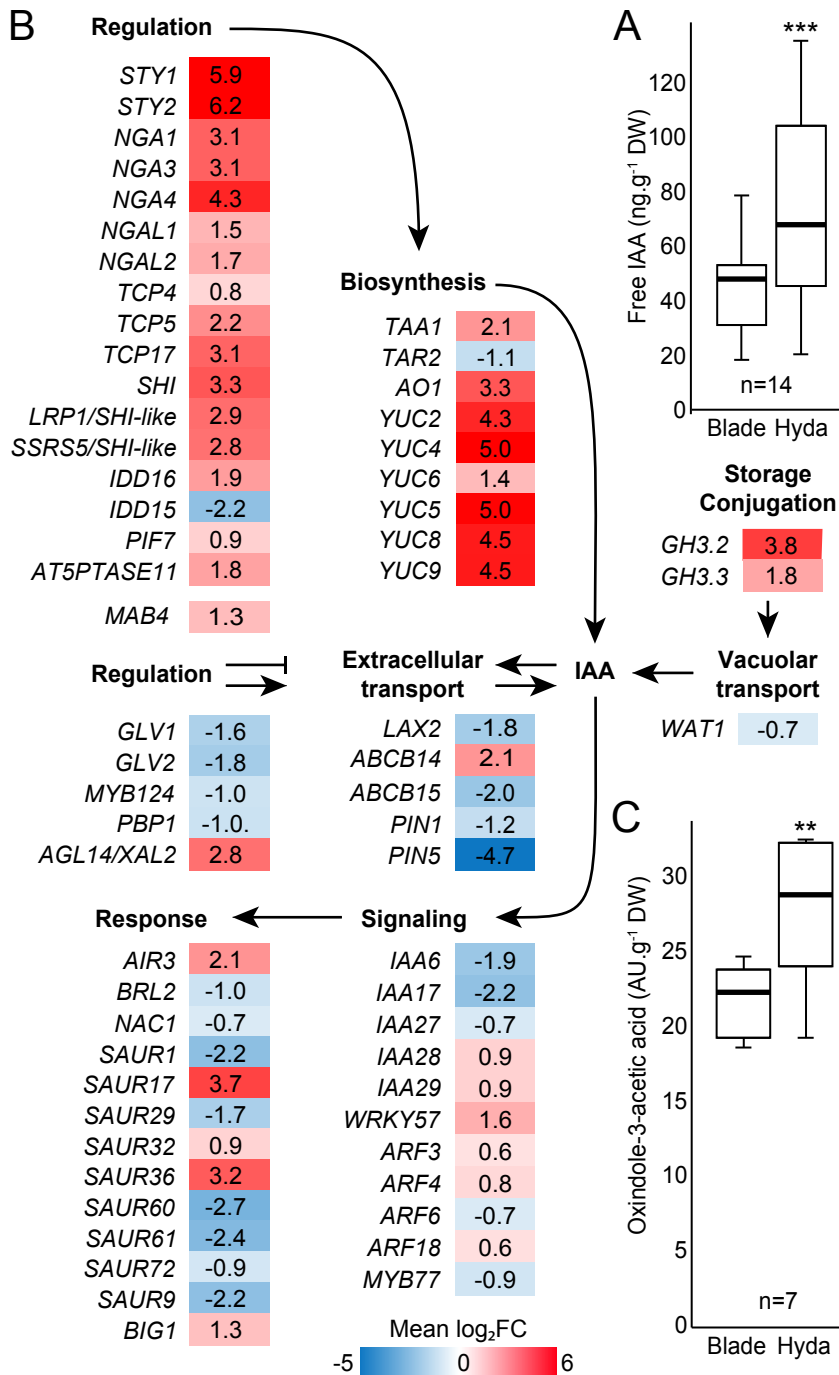 B
Regulation
STY1 5.9
STY2 6.2
NGA1 3.1
NGA3 3.1
NGA4 4.3
NGAL1 1.5
NGAL2 1.7
TCP4 0.8
TCP5 2.2
TCP17 3.1
SHI 3.3
LRP1/SHI-like 2.9
SSRS5/SHI-like 2.8
IDD16 1.9
IDD15 -2.2
PIF7 0.9
AT5PTASE11 1.8
MAB4 1.3
Biosynthesis
TAA1 2.1
TAR2 -1.1
AO1 3.3
YUC2 4.3
YUC4 5.0
YUC6 1.4
YUC5 5.0
YUC8 4.5
YUC9 4.5
A
***
Free IAA (ng.g⁻¹ DW)
120
100
80
60
40
20
0
n=14
Blade Hyda
Storage
Conjugation
GH3.2 3.8
GH3.3 1.8
Vacuolar
transport
WAT1 -0.7
IAA
Extracellular
transport
LAX2 -1.8
ABCB14 2.1
ABCB15 -2.0
PIN1 -1.2
PIN5 -4.7
Regulation
GLV1 -1.6
GLV2 -1.8
MYB124 -1.0
PBP1 -1.0.
AGL14/XAL2 2.8
Response
AIR3 2.1
BRL2 -1.0
NAC1 -0.7
SAUR1 -2.2
SAUR17 3.7
SAUR29 -1.7
SAUR32 0.9
SAUR36 3.2
SAUR60 -2.7
SAUR61 -2.4
SAUR72 -0.9
SAUR9 -2.2
BIG1 1.3
Signaling
IAA6 -1.9
IAA17 -2.2
IAA27 -0.7
IAA28 0.9
IAA29 0.9
WRKY57 1.6
ARF3 0.6
ARF4 0.8
ARF6 -0.7
ARF18 0.6
MYB77 -0.9
Mean log₂FC
-5 0 6
C
**
Oxindole-3-acetic acid (AU.g⁻¹ DW)
30
25
20
15
10
5
0
n=7
Blade Hyda